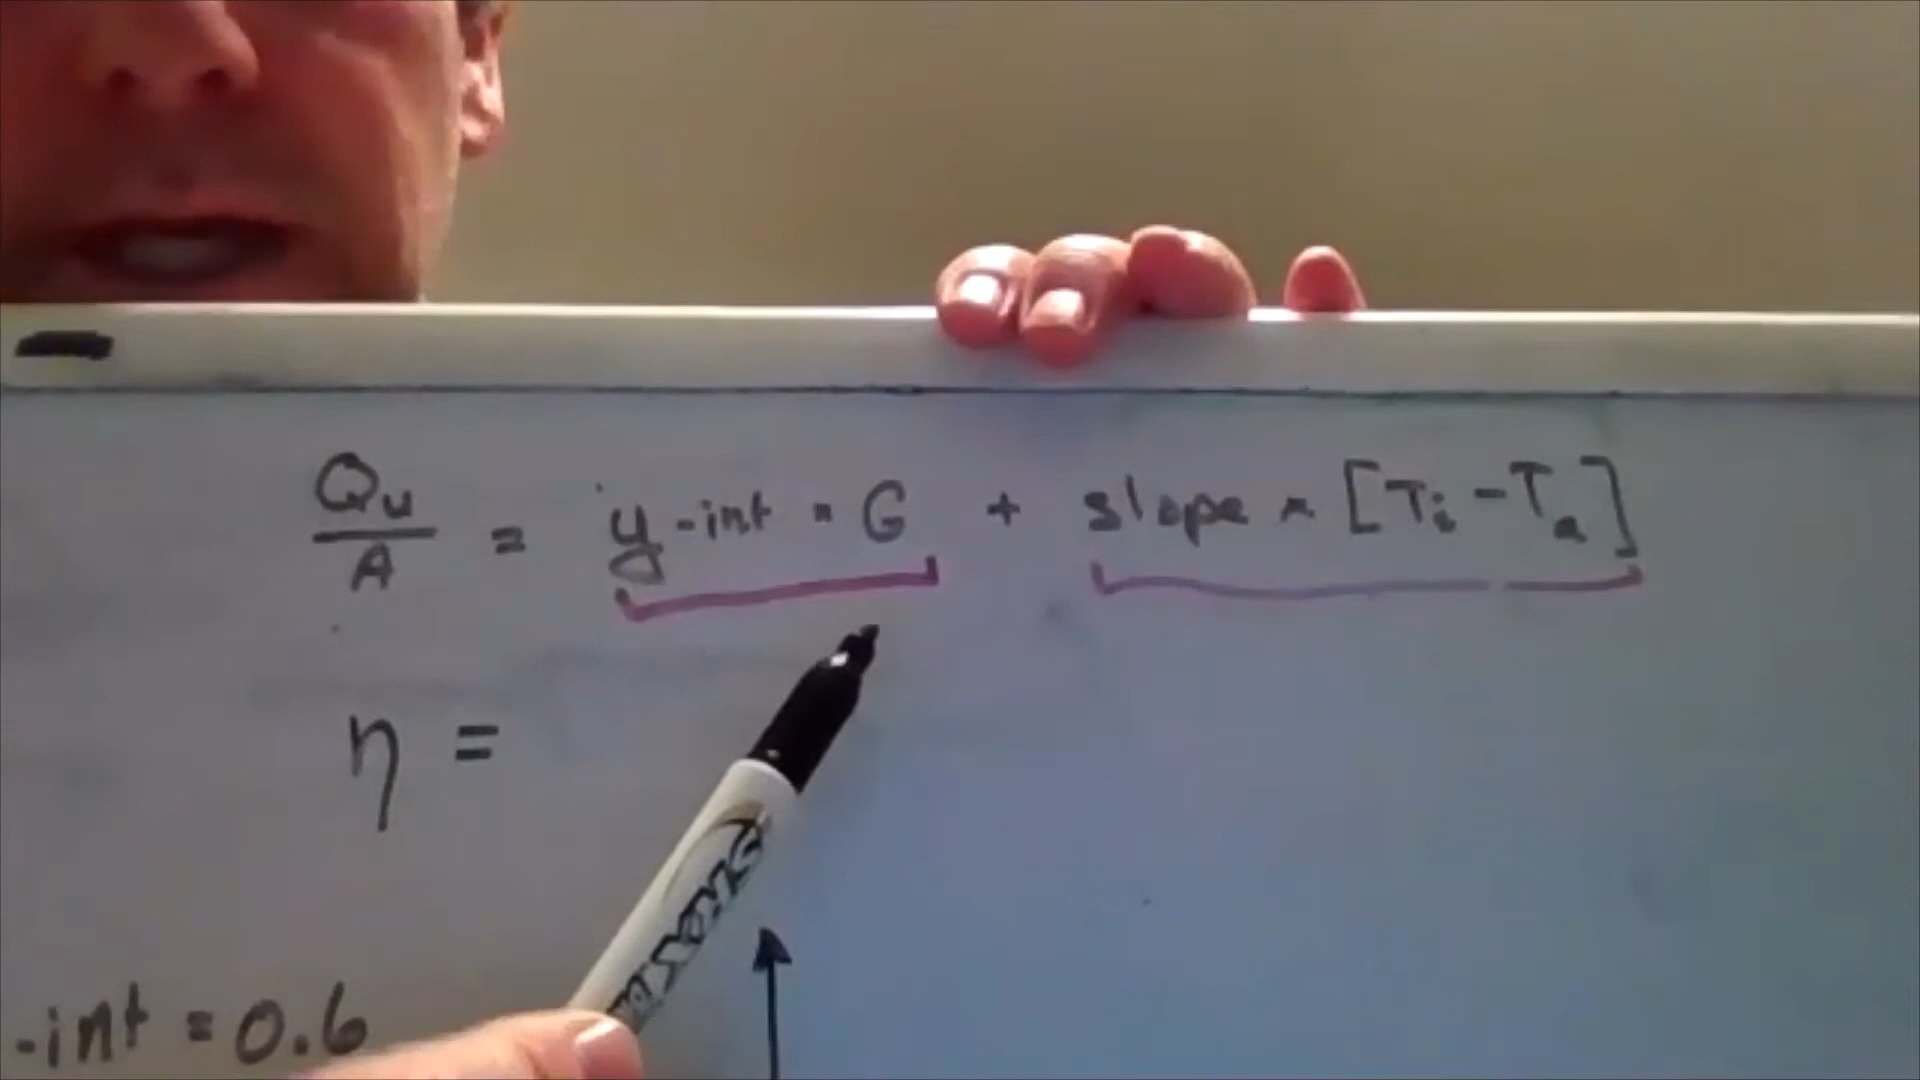 Qu/A = y-int * G + slope * [Ti - Ta]
η =
-int = 0.6